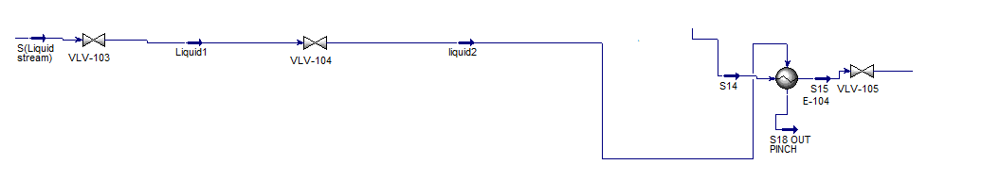 S(Liquid
stream)
VLV-103
Liquid1
VLV-104
liquid2
S14
S15
E-104
VLV-105
S18 OUT
PINCH